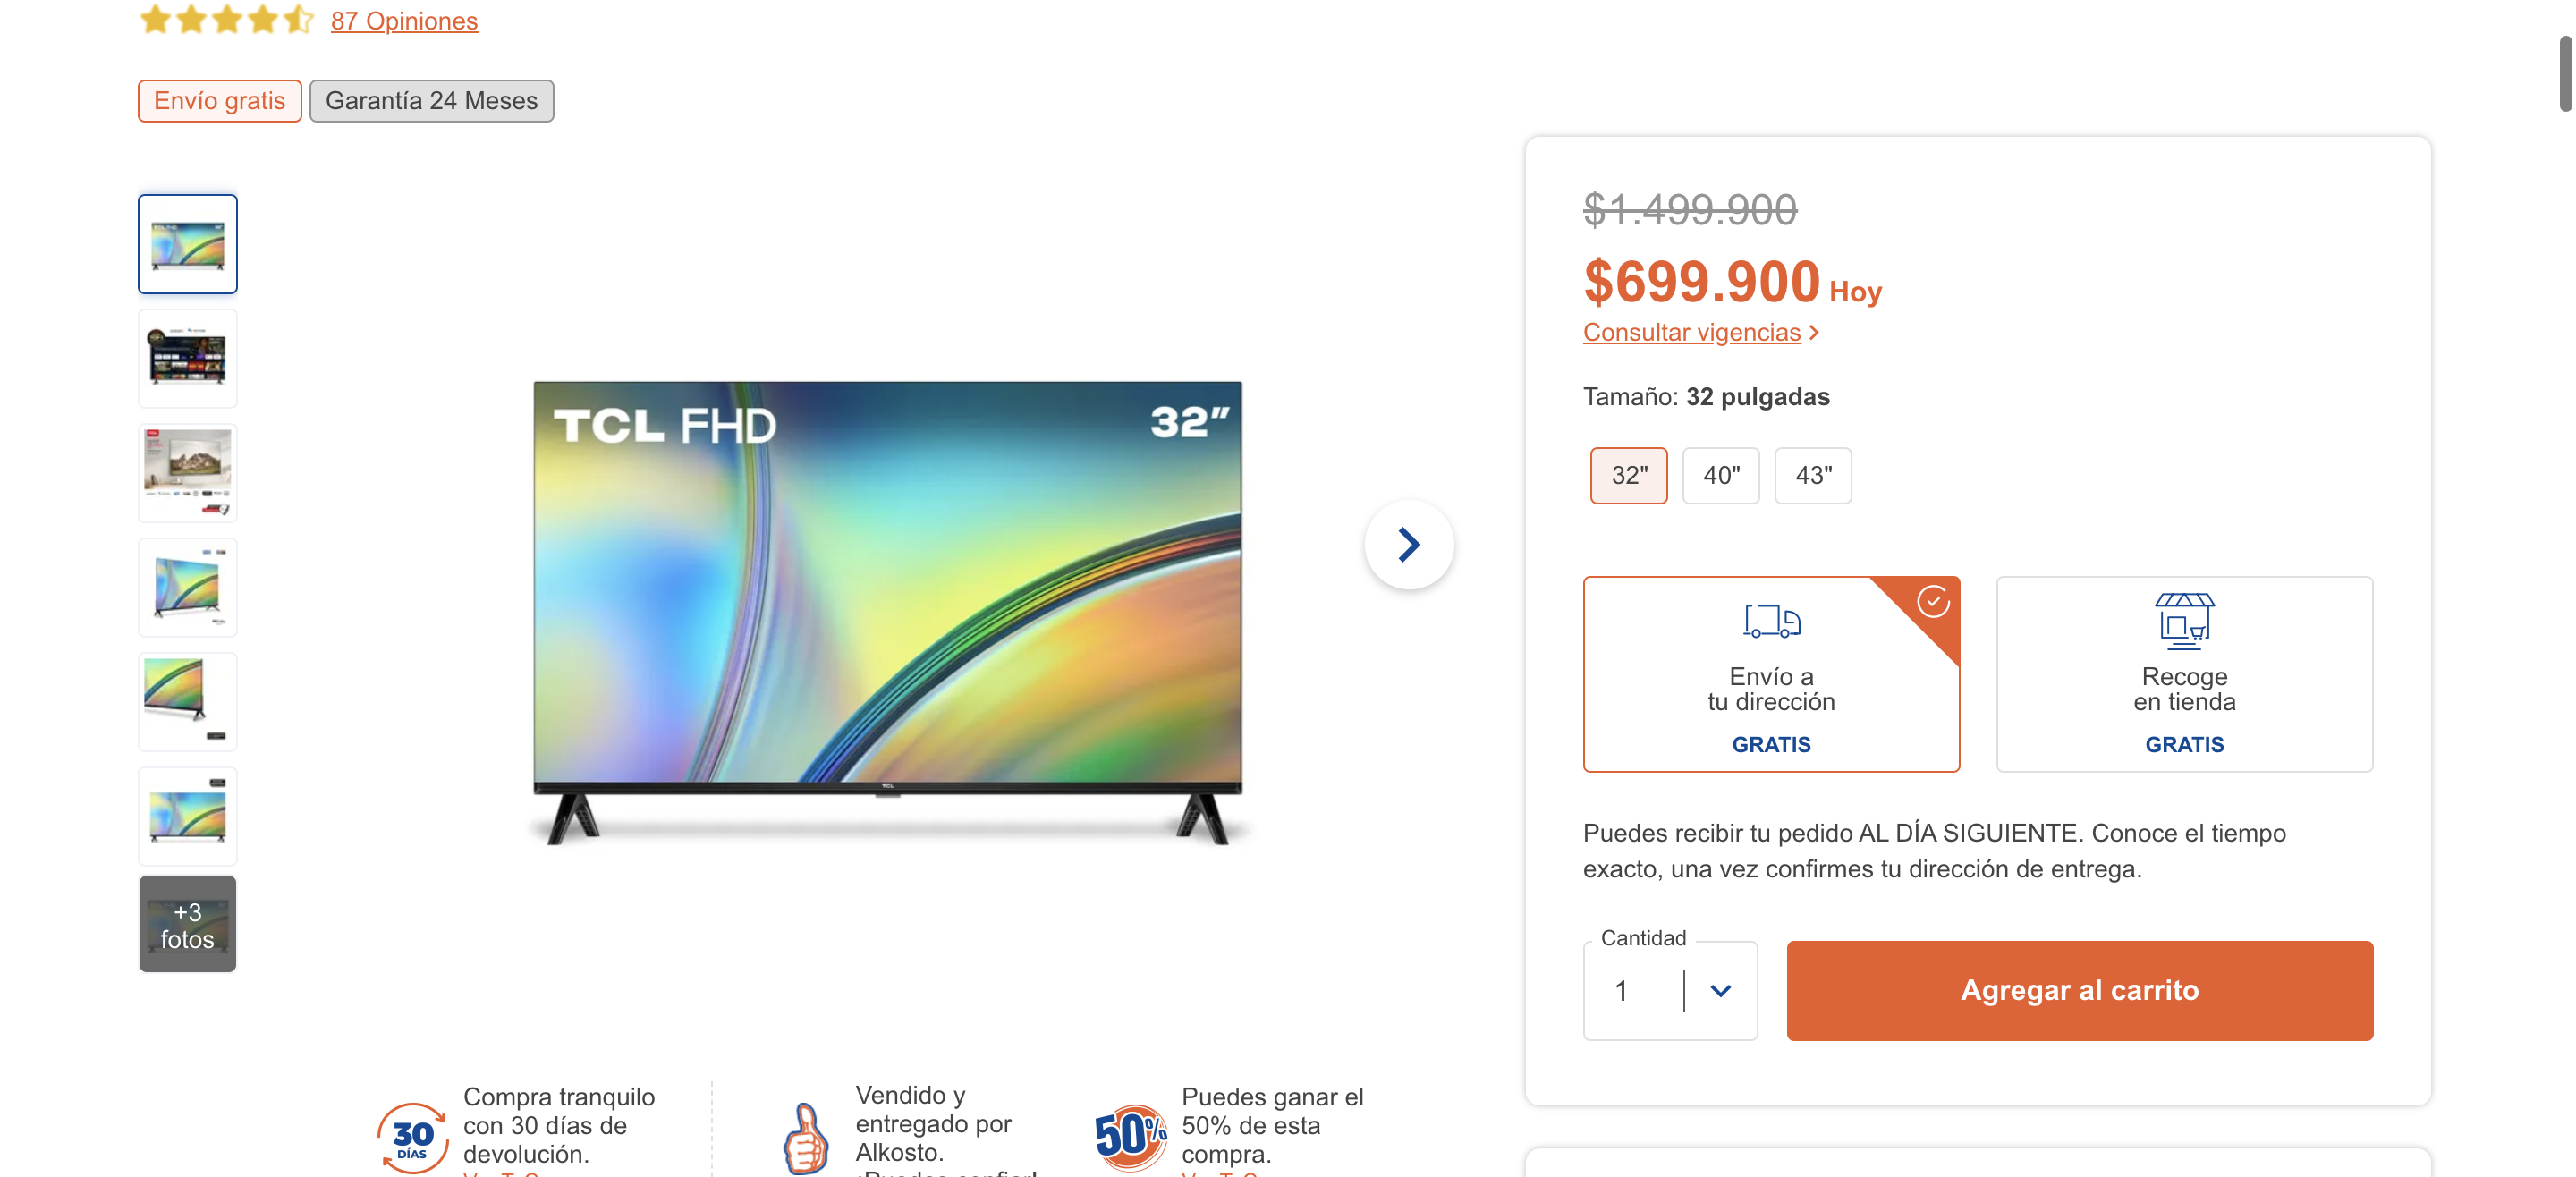 87 Opiniones
Envío gratis
Garantía 24 Meses
TCL FHD
32"
TCL
+3
fotos
$1.499.900
$699.900 Hoy
Consultar vigencias
Tamaño: 32 pulgadas
32"
40"
43"
Envío a
tu dirección
GRATIS
Recoge
en tienda
GRATIS
Puedes recibir tu pedido AL DÍA SIGUIENTE. Conoce el tiempo
exacto, una vez confirmes tu dirección de entrega.
Cantidad
1
Agregar al carrito
30
DÍAS
Compra tranquilo
con 30 días de
devolución.
Vendido y
entregado por
Alkosto.
50%
Puedes ganar el
50% de esta
compra.